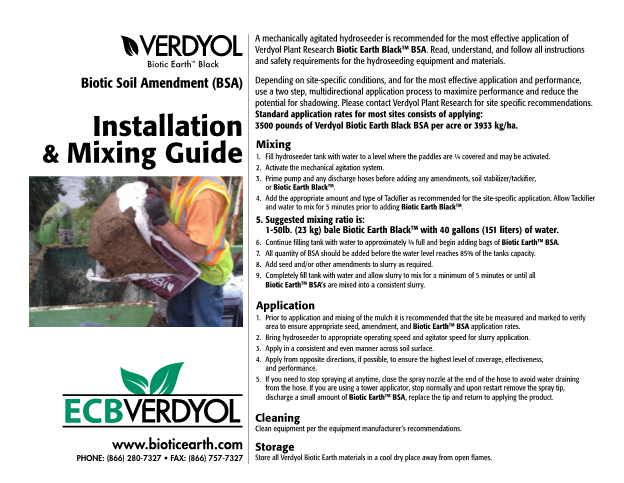 VERDYOL
Biotic Earth™ Black
Biotic Soil Amendment (BSA)
Installation
& Mixing Guide
ECBVERDYOL
www.bioticearth.com
PHONE: (866) 280-7327 • FAX: (866) 757-7327
A mechanically agitated hydroseeder is recommended for the most effective application of
Verdyol Plant Research Biotic Earth Black™ BSA. Read, understand, and follow all instructions
and safety requirements for the hydroseeding equipment and materials.
Depending on site-specific conditions, and for the most effective application and performance,
use a two step, multidirectional application process to maximize performance and reduce the
potential for shadowing. Please contact Verdyol Plant Research for site specific recommendations.
Standard application rates for most sites consists of applying:
3500 pounds of Verdyol Biotic Earth Black BSA per acre or 3933 kg/ha.
Mixing
1. Fill hydroseeder tank with water to a level where the paddles are ¼ covered and may be activated.
2. Activate the mechanical agitation system.
3. Prime pump and any discharge hoses before adding any amendments, soil stabilizer/tackifier,
or Biotic Earth Black™.
4. Add the appropriate amount and type of Tackifier as recommended for the site-specific application. Allow Tackifier
and water to mix for 5 minutes prior to adding Biotic Earth Black™.
5. Suggested mixing ratio is:
1-50lb. (23 kg) bale Biotic Earth Black™ with 40 gallons (151 liters) of water.
6. Continue filling tank with water to approximately ¾ full and begin adding bags of Biotic Earth™ BSA.
7. All quantity of BSA should be added before the water level reaches 85% of the tanks capacity.
8. Add seed and/or other amendments to slurry as required.
9. Completely fill tank with water and allow slurry to mix for a minimum of 5 minutes or until all
Biotic Earth™ BSA's are mixed into a consistent slurry.
Application
1. Prior to application and mixing of the mulch it is recommended that the site be measured and marked to verify
area to ensure appropriate seed, amendment, and Biotic Earth™ BSA application rates.
2. Bring hydroseeder to appropriate operating speed and agitator speed for slurry application.
3. Apply in a consistent and even manner across soil surface.
4. Apply from opposite directions, if possible, to ensure the highest level of coverage, effectiveness,
and performance.
5. If you need to stop spraying at anytime, close the spray nozzle at the end of the hose to avoid water draining
from the hose. If you are using a tower applicator, stop normally and upon restart remove the spray tip,
discharge a small amount of Biotic Earth™ BSA, replace the tip and return to applying the product.
Cleaning
Clean equipment per the equipment manufacturer's recommendations.
Storage
Store all Verdyol Biotic Earth materials in a cool dry place away from open flames.